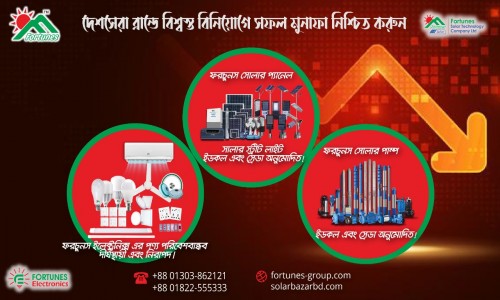 Fortunes
দেশসেরা ব্রান্ডে বিশ্বস্ত বিনিয়োগে সফল মুনাফা নিশ্চিত করুন
Fortunes
Solar Technology
Company Ltd
ফরচুনস সোলার প্যানেল
সালার স্ট্রীট লাইট
ইডকল এবং স্রেডা অনুমোদিত।
ফরচুনস সোলার পাম্প
ইডকল এবং স্রেডা অনুমোদিত।
ফরচুনস ইলেক্ট্রনিক্স এর পণ্য পরিবেশবান্ধব
দীর্ঘস্থায়ী এবং নিরাপদ।
FORTUNES
Electronics
+88 01303-862121
+88 01822-555333
fortunes-group.com
solarbazarbd.com